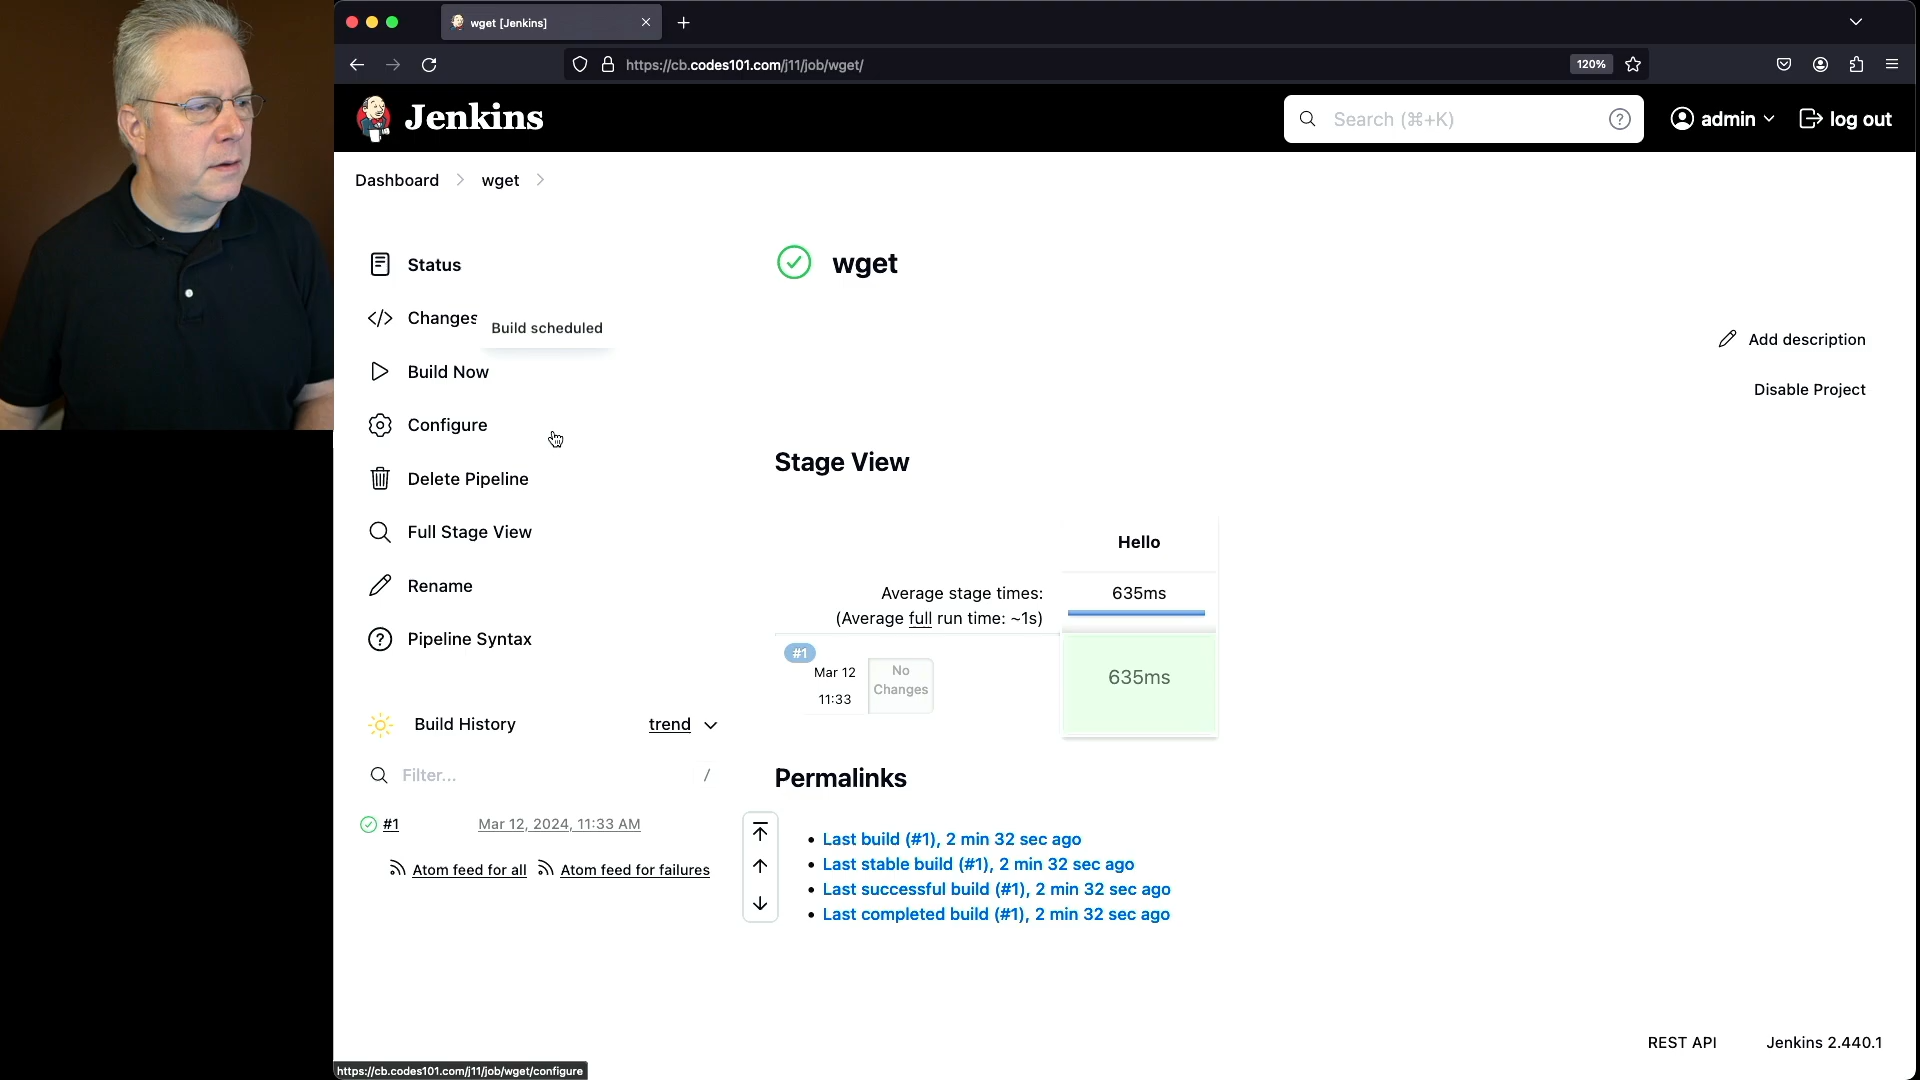 wget [Jenkins]
https://cb.codes101.com/j11/job/wget/
120%
Jenkins
Search (⌘+K)
admin
log out
Dashboard
wget
Status
wget
Changes
Build scheduled
Add description
Build Now
Disable Project
Configure
Stage View
Delete Pipeline
Full Stage View
Hello
Rename
Average stage times:
635ms
(Average full run time: ~1s)
Pipeline Syntax
#1
Mar 12
11:33
No
Changes
635ms
Build History
trend
Filter...
/
Permalinks
#1
Mar 12, 2024, 11:33 AM
Last build (#1), 2 min 32 sec ago
Last stable build (#1), 2 min 32 sec ago
Atom feed for all
Atom feed for failures
Last successful build (#1), 2 min 32 sec ago
Last completed build (#1), 2 min 32 sec ago
REST API
Jenkins 2.440.1
https://cb.codes101.com/j11/job/wget/configure